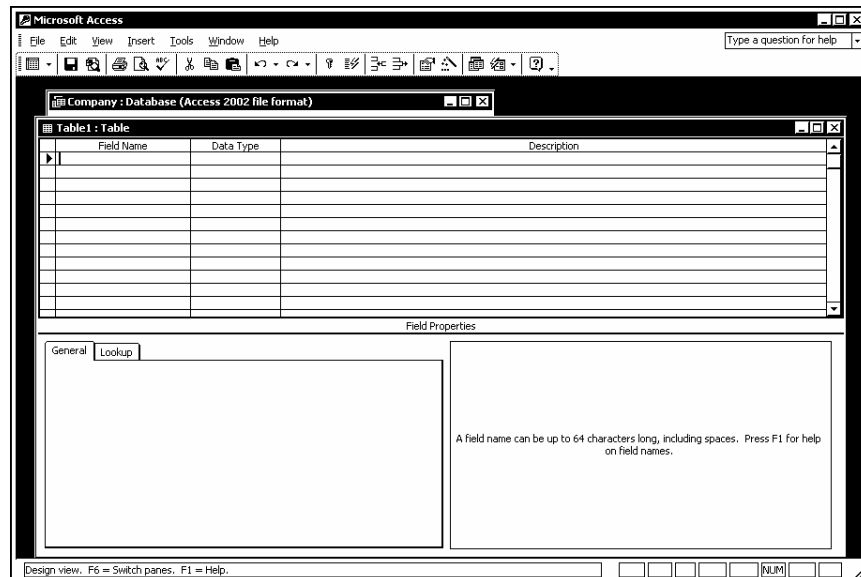 Microsoft Access
File Edit View Insert Tools Window Help
Type a question for help
ABC
Company : Database (Access 2002 file format)
Table1 : Table
Field Name Data Type Description
Field Properties
General Lookup
A field name can be up to 64 characters long, including spaces. Press F1 for help
on field names.
Design view. F6 = Switch panes. F1 = Help.
NUM